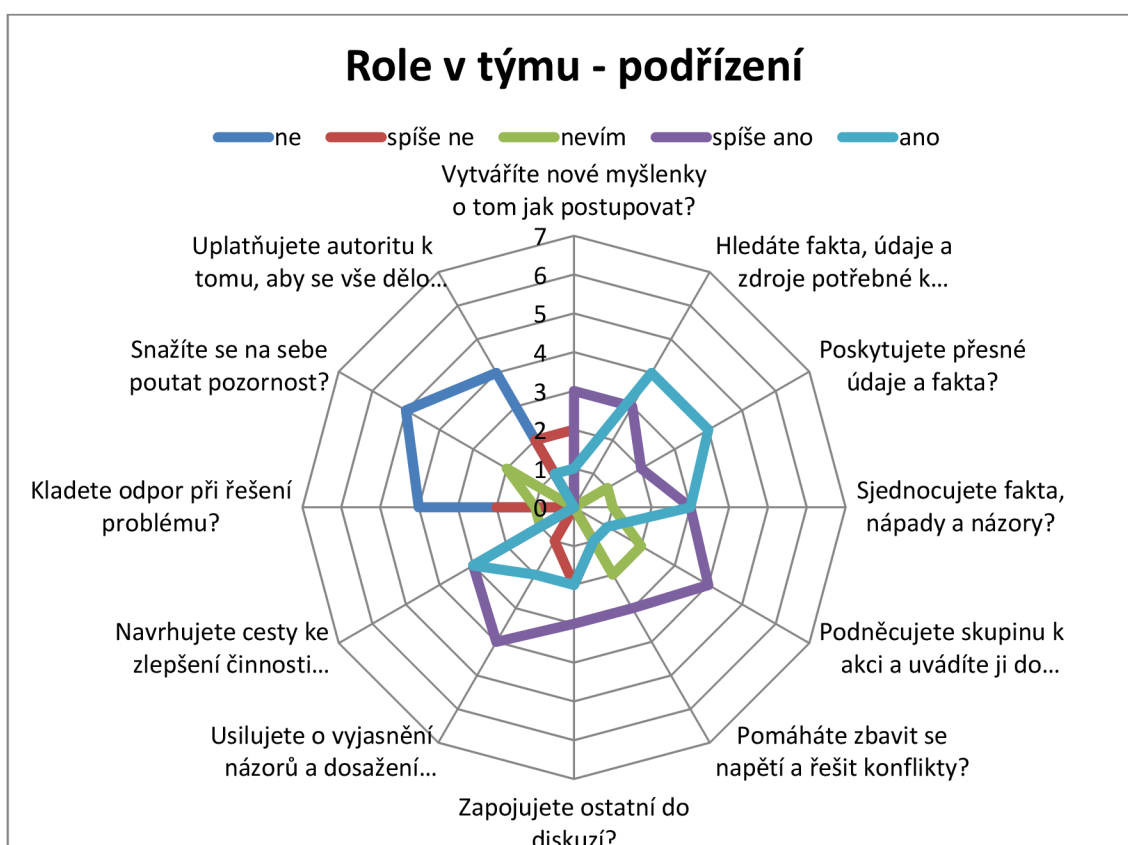 Role v týmu - podřízení
ne spíše ne nevím spíše ano ano
Vytváříte nové myšlenky
o tom jak postupovat?
Hledáte fakta, údaje a
zdroje potřebné k...
Poskytujete přesné
údaje a fakta?
Sjednocujete fakta,
nápady a názory?
Podněcujete skupinu k
akci a uvádíte ji do...
Pomáháte zbavit se
napětí a řešit konflikty?
Zapojujete ostatní do
diskuzí?
Usilujete o vyjasnění
názorů a dosažení...
Navrhujete cesty ke
zlepšení činnosti...
Kladete odpor při řešení
problému?
Snažíte se na sebe
poutat pozornost?
Uplatňujete autoritu k
tomu, aby se vše dělo...
7
6
5
4
3
2
1
0